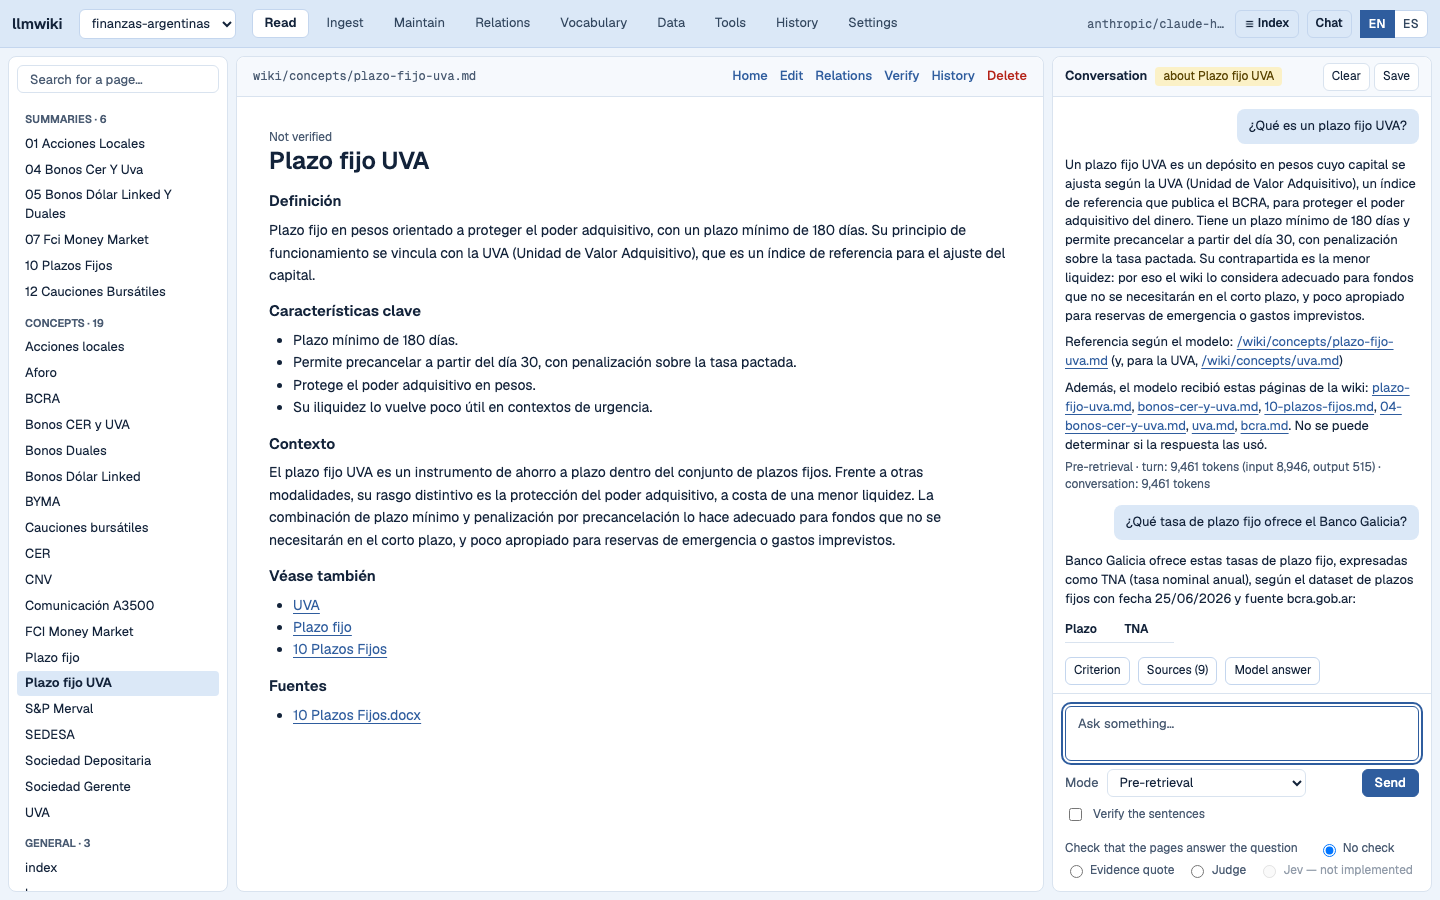 llmwiki
finanzas-argentinas
Read
Ingest
Maintain
Relations
Vocabulary
Data
Tools
History
Settings
anthropic/claude-h…
≡ Index
Chat
EN
ES
Search for a page…
SUMMARIES · 6
01 Acciones Locales
04 Bonos Cer Y Uva
05 Bonos Dólar Linked Y
Duales
07 Fci Money Market
10 Plazos Fijos
12 Cauciones Bursátiles
CONCEPTS · 19
Acciones locales
Aforo
BCRA
Bonos CER y UVA
Bonos Duales
Bonos Dólar Linked
BYMA
Cauciones bursátiles
CER
CNV
Comunicación A3500
FCI Money Market
Plazo fijo
Plazo fijo UVA
S&P Merval
SEDESA
Sociedad Depositaria
Sociedad Gerente
UVA
GENERAL · 3
index
wiki/concepts/plazo-fijo-uva.md
Home
Edit
Relations
Verify
History
Delete
Not verified
Plazo fijo UVA
Definición
Plazo fijo en pesos orientado a proteger el poder adquisitivo, con un plazo mínimo de 180 días. Su principio de
funcionamiento se vincula con la UVA (Unidad de Valor Adquisitivo), que es un índice de referencia para el ajuste del
capital.
Características clave
• Plazo mínimo de 180 días.
• Permite precancelar a partir del día 30, con penalización sobre la tasa pactada.
• Protege el poder adquisitivo en pesos.
• Su iliquidez lo vuelve poco útil en contextos de urgencia.
Contexto
El plazo fijo UVA es un instrumento de ahorro a plazo dentro del conjunto de plazos fijos. Frente a otras
modalidades, su rasgo distintivo es la protección del poder adquisitivo, a costa de una menor liquidez. La
combinación de plazo mínimo y penalización por precancelación lo hace adecuado para fondos que no se
necesitarán en el corto plazo, y poco apropiado para reservas de emergencia o gastos imprevistos.
Véase también
• UVA
• Plazo fijo
• 10 Plazos Fijos
Fuentes
• 10 Plazos Fijos.docx
Conversation
about Plazo fijo UVA
Clear
Save
¿Qué es un plazo fijo UVA?
Un plazo fijo UVA es un depósito en pesos cuyo capital se
ajusta según la UVA (Unidad de Valor Adquisitivo), un índice
de referencia que publica el BCRA, para proteger el poder
adquisitivo del dinero. Tiene un plazo mínimo de 180 días y
permite precancelar a partir del día 30, con penalización
sobre la tasa pactada. Su contrapartida es la menor
liquidez: por eso el wiki lo considera adecuado para fondos
que no se necesitarán en el corto plazo, y poco apropiado
para reservas de emergencia o gastos imprevistos.
Referencia según el modelo: /wiki/concepts/plazo-fijo-
uva.md (y, para la UVA, /wiki/concepts/uva.md)
Además, el modelo recibió estas páginas de la wiki: plazo-
fijo-uva.md, bonos-cer-y-uva.md, 10-plazos-fijos.md, 04-
bonos-cer-y-uva.md, uva.md, bcra.md. No se puede
determinar si la respuesta las usó.
Pre-retrieval · turn: 9,461 tokens (input 8,946, output 515) ·
conversation: 9,461 tokens
¿Qué tasa de plazo fijo ofrece el Banco Galicia?
Banco Galicia ofrece estas tasas de plazo fijo, expresadas
como TNA (tasa nominal anual), según el dataset de plazos
fijos con fecha 25/06/2026 y fuente bcra.gob.ar:
Plazo TNA
Criterion
Sources (9)
Model answer
Ask something…
Mode
Pre-retrieval
Send
Verify the sentences
Check that the pages answer the question
No check
Evidence quote
Judge
Jev — not implemented